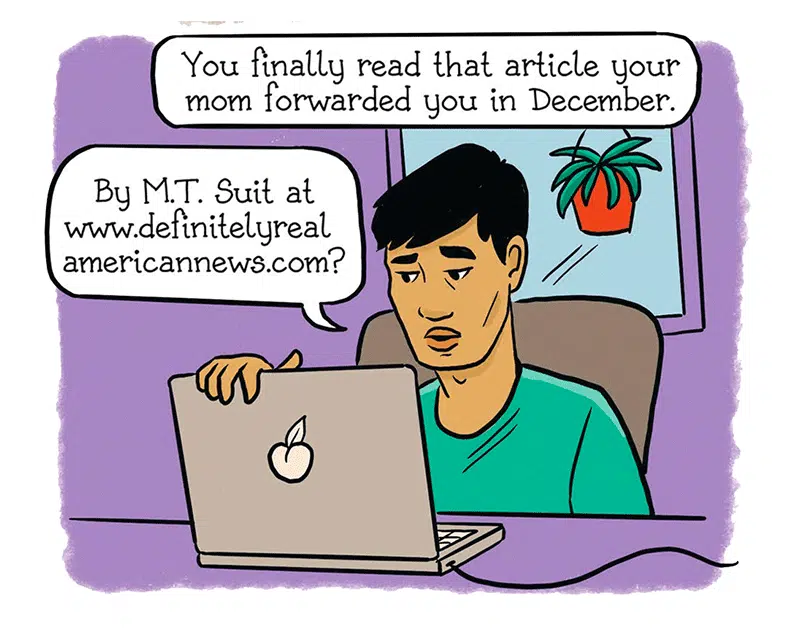 You finally read that article your
mom forwarded you in December.
By M.T. Suit at
www.definitelyreal
americannews.com?